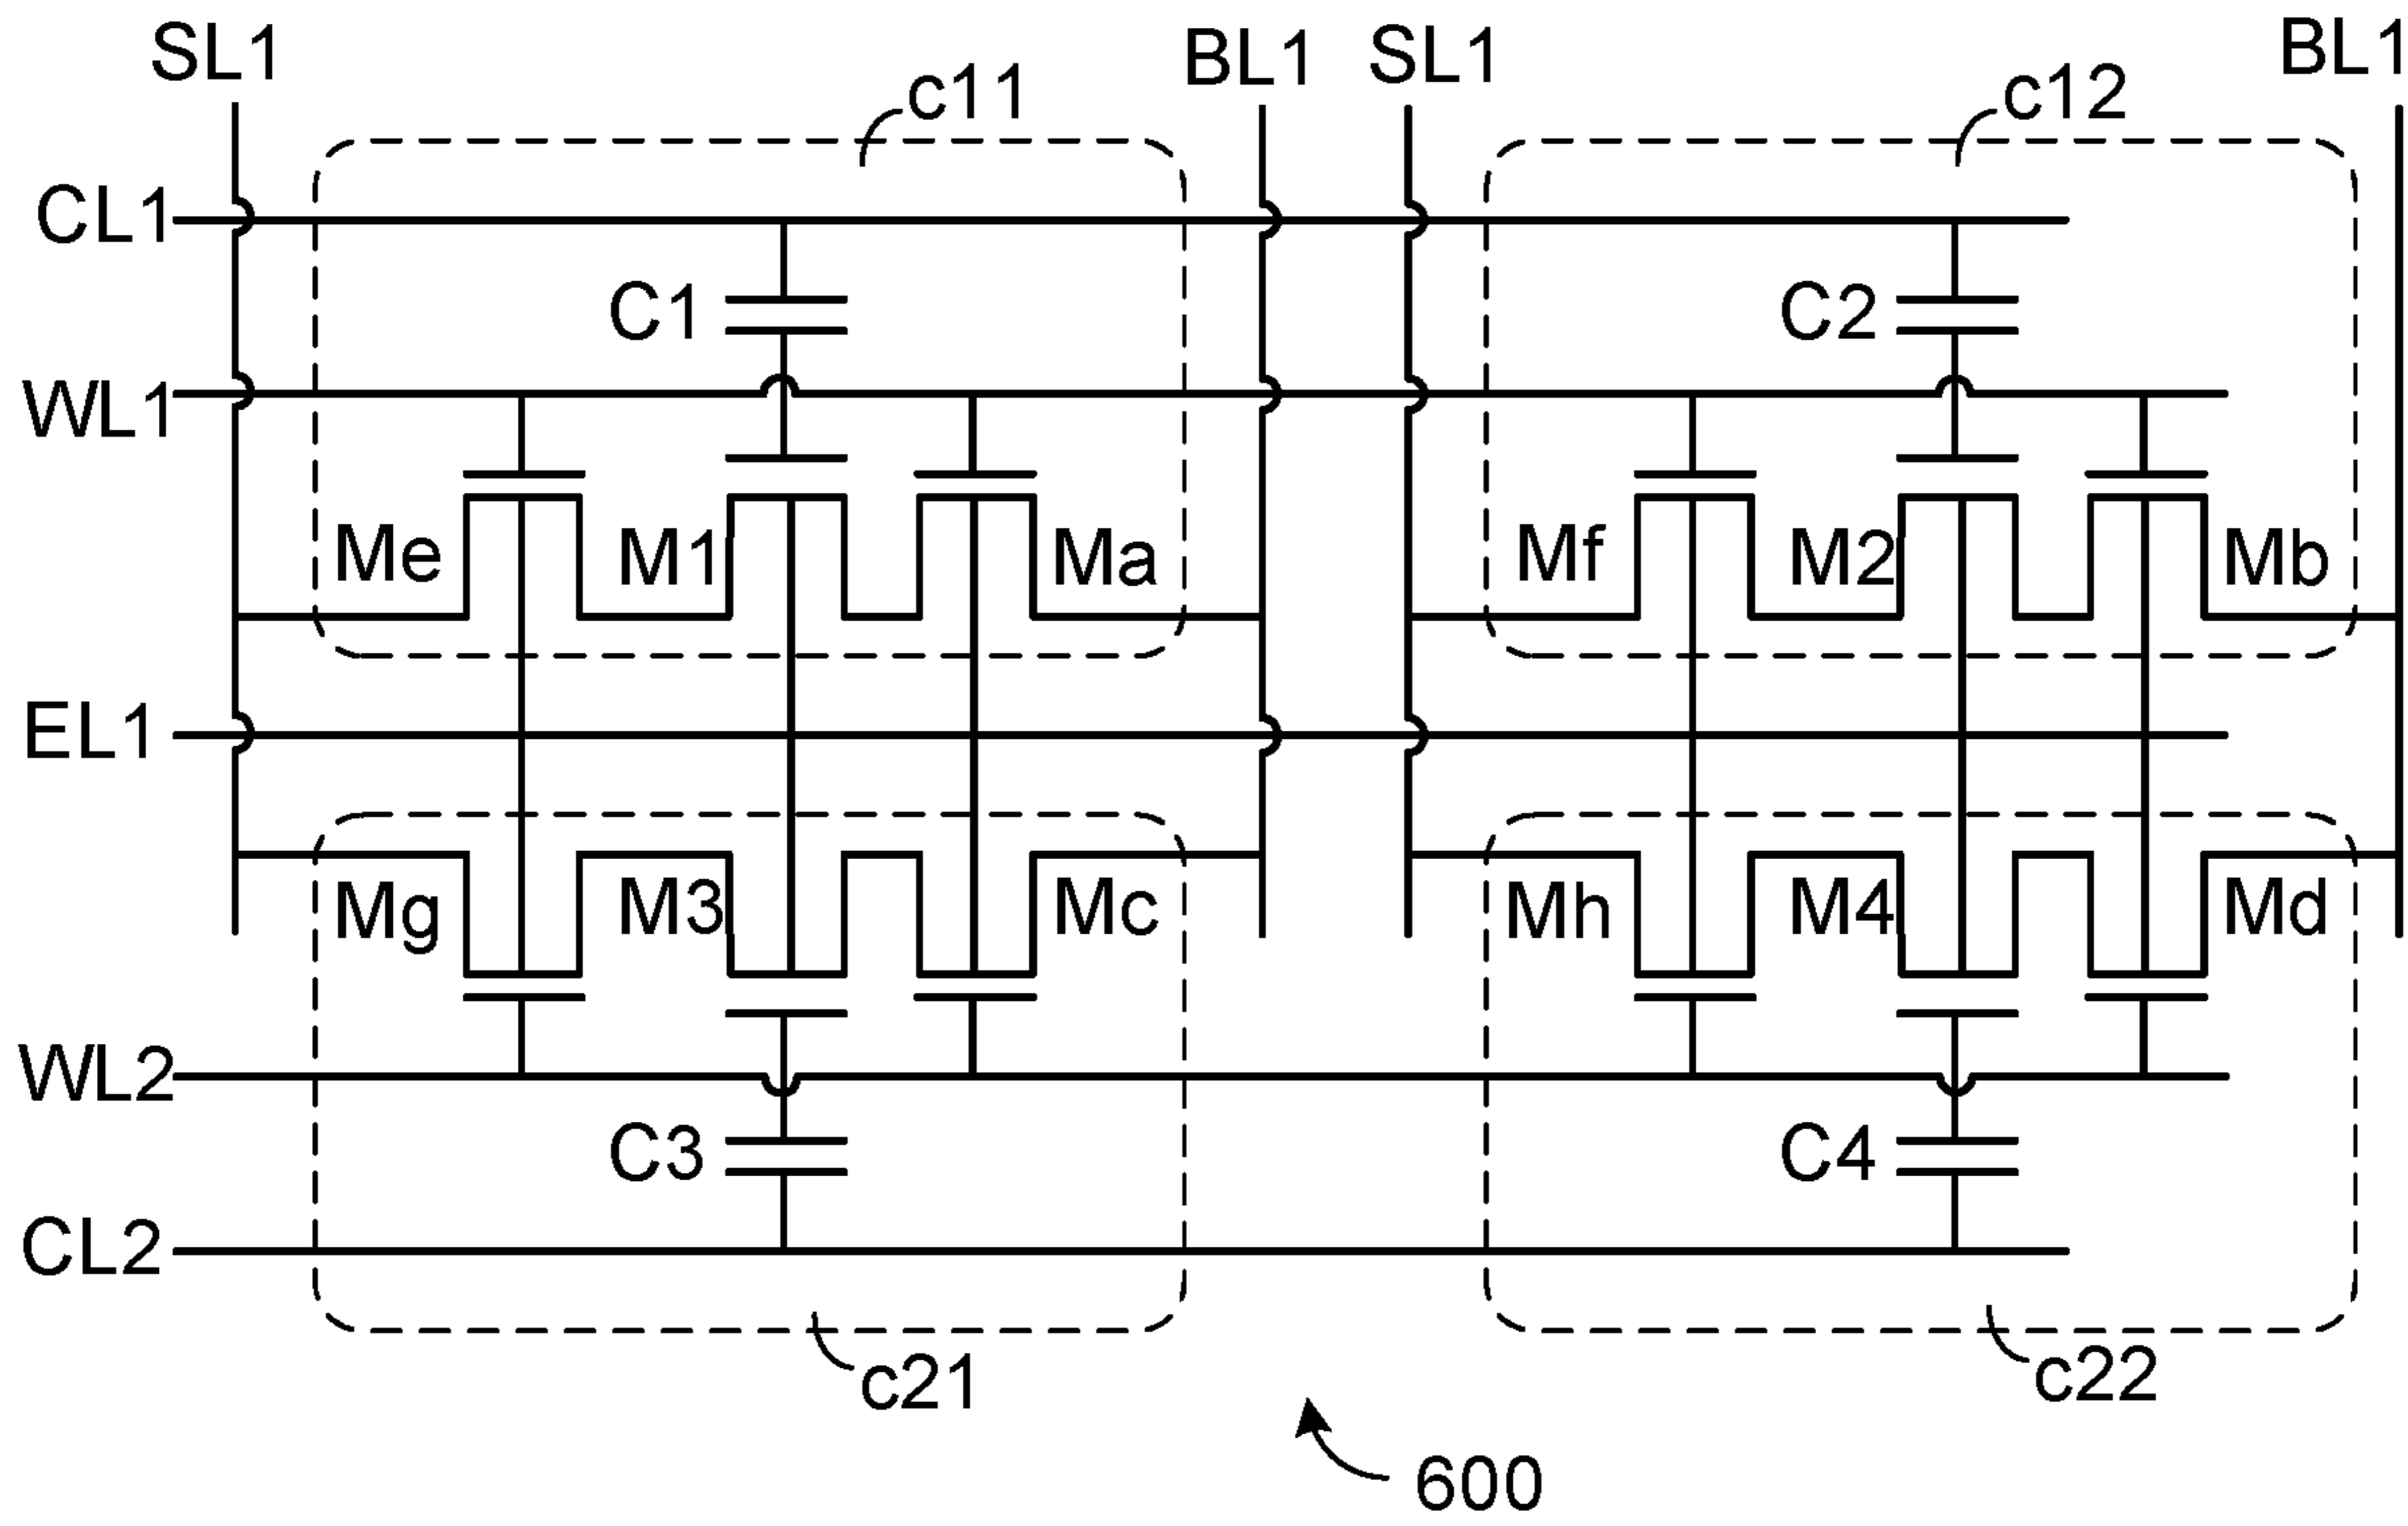 SL1 BL1 SL1 BL1
c11 c12
CL1
C1 C2
WL1
Me M1 Ma Mf M2 Mb
EL1
Mg M3 Mc Mh M4 Md
WL2
C3 C4
CL2
c21 c22
600